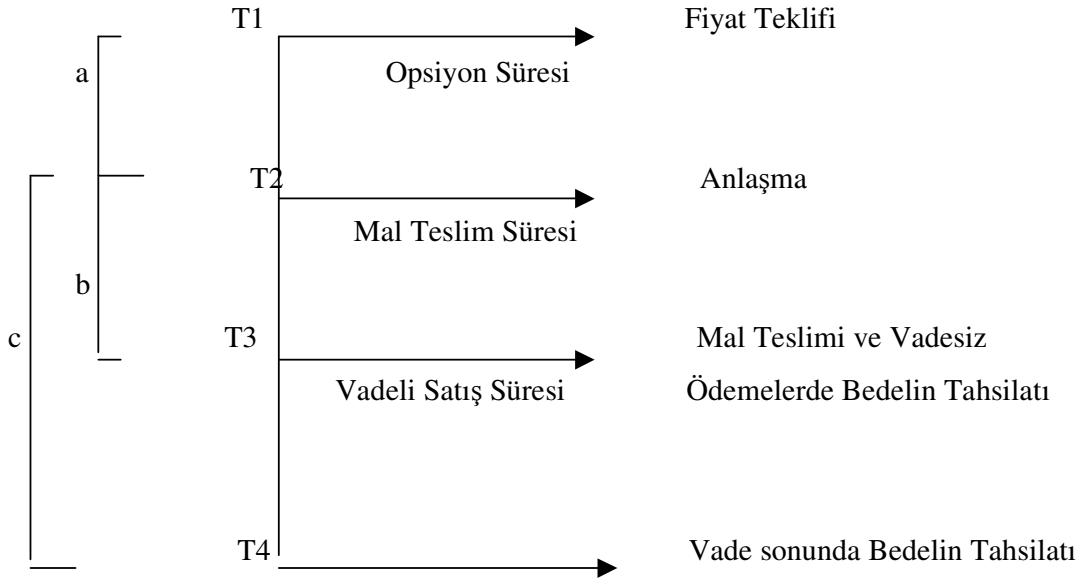 T1 Fiyat Teklifi
a Opsiyon Süresi
T2 Anlaşma
Mal Teslim Süresi
b
c T3 Mal Teslimi ve Vadesiz
Vadeli Satış Süresi Ödemelerde Bedelin Tahsilatı
T4 Vade sonunda Bedelin Tahsilatı